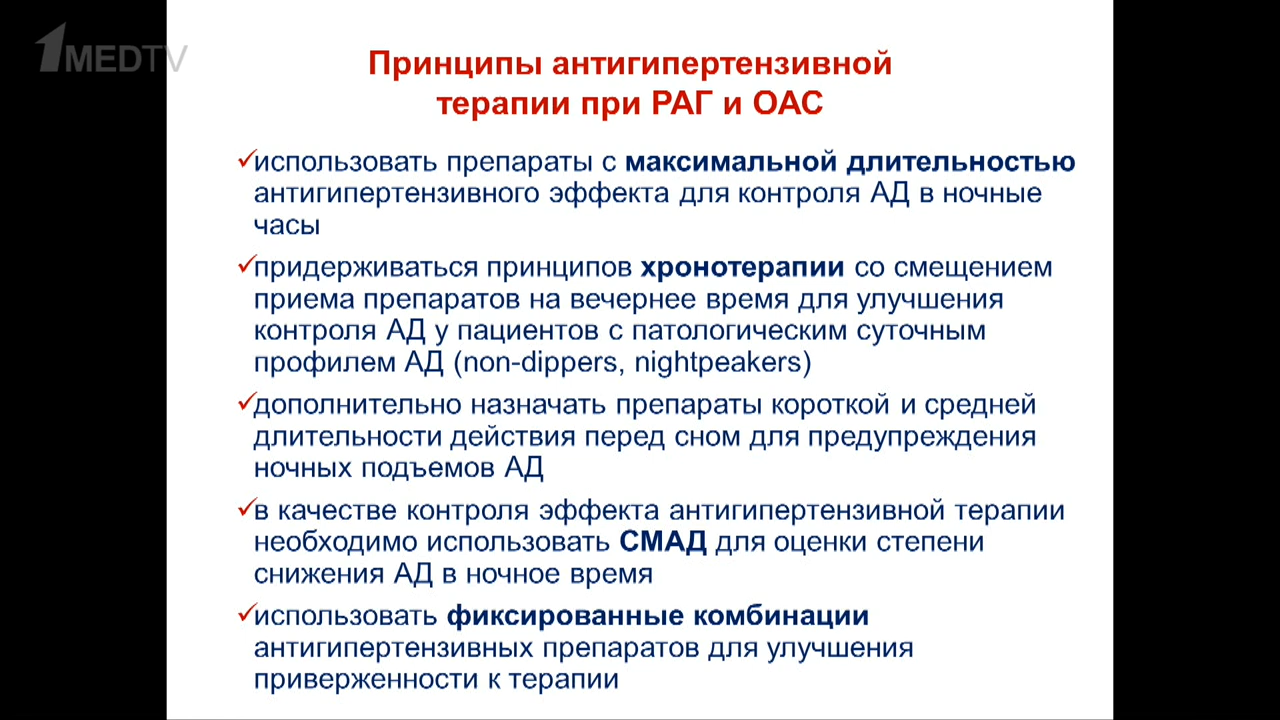 1MEDTV
Принципы антигипертензивной
терапии при РАГ и ОАС
использовать препараты с максимальной длительностью
антигипертензивного эффекта для контроля АД в ночные
часы
придерживаться принципов хронотерапии со смещением
приема препаратов на вечернее время для улучшения
контроля АД у пациентов с патологическим суточным
профилем АД (non-dippers, nightpeakers)
дополнительно назначать препараты короткой и средней
длительности действия перед сном для предупреждения
ночных подъемов АД
в качестве контроля эффекта антигипертензивной терапии
необходимо использовать СМАД для оценки степени
снижения АД в ночное время
использовать фиксированные комбинации
антигипертензивных препаратов для улучшения
приверженности к терапии